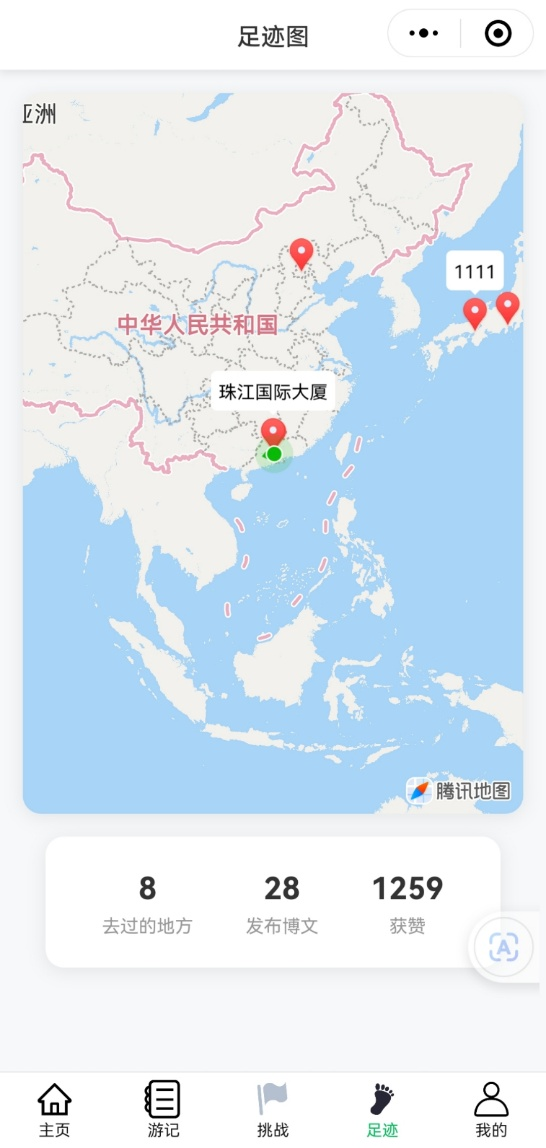 足迹图
亚洲
1111
中华人民共和国
珠江国际大厦
腾讯地图
8
28
1259
去过的地方
发布博文
获赞
A
主页
游记
挑战
足迹
我的